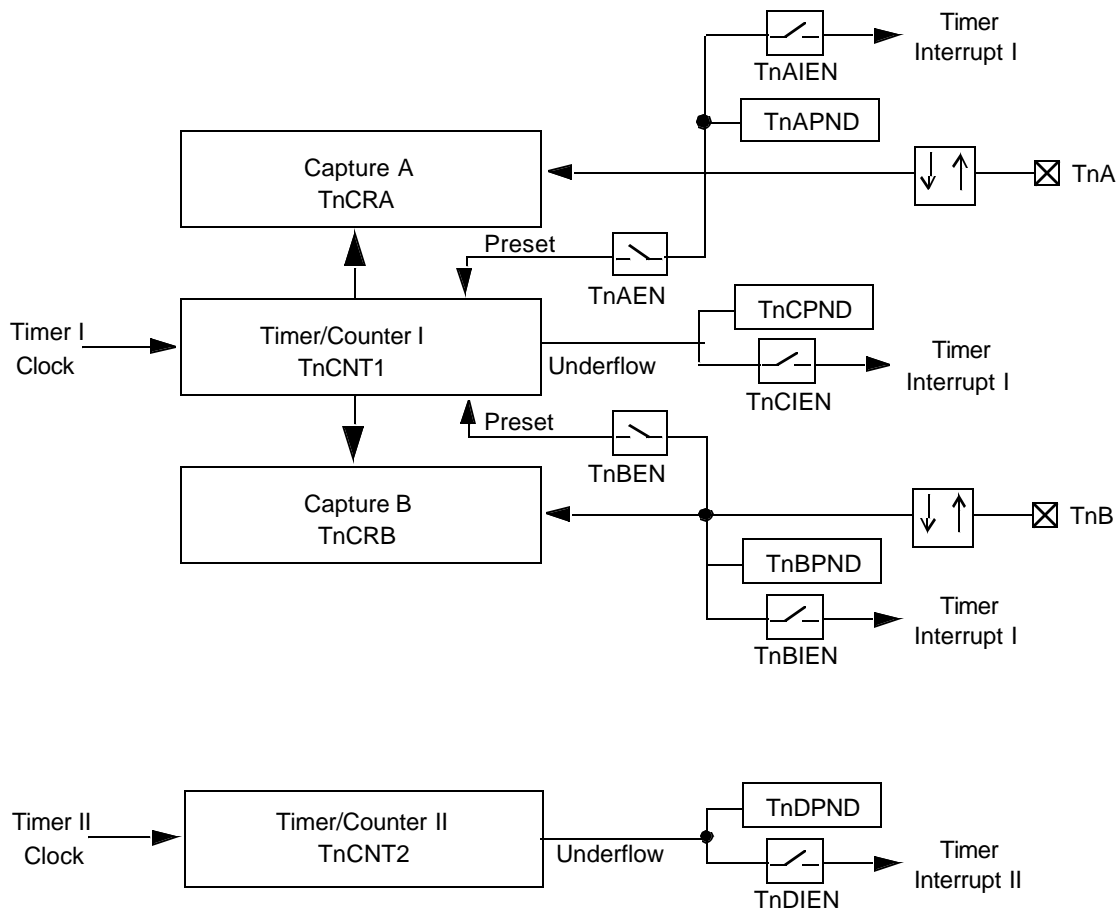 Timer
Interrupt I
TnAIEN
TnAPND
Capture A
TnCRA
TnA
Preset
TnAEN
TnCPND
Timer I
Clock
Timer/Counter I
TnCNT1
Underflow
Timer
Interrupt I
TnCIEN
Preset
TnBEN
Capture B
TnCRB
TnB
TnBPND
Timer
Interrupt I
TnBIEN
TnDPND
Timer II
Clock
Timer/Counter II
TnCNT2
Underflow
Timer
Interrupt II
TnDIEN